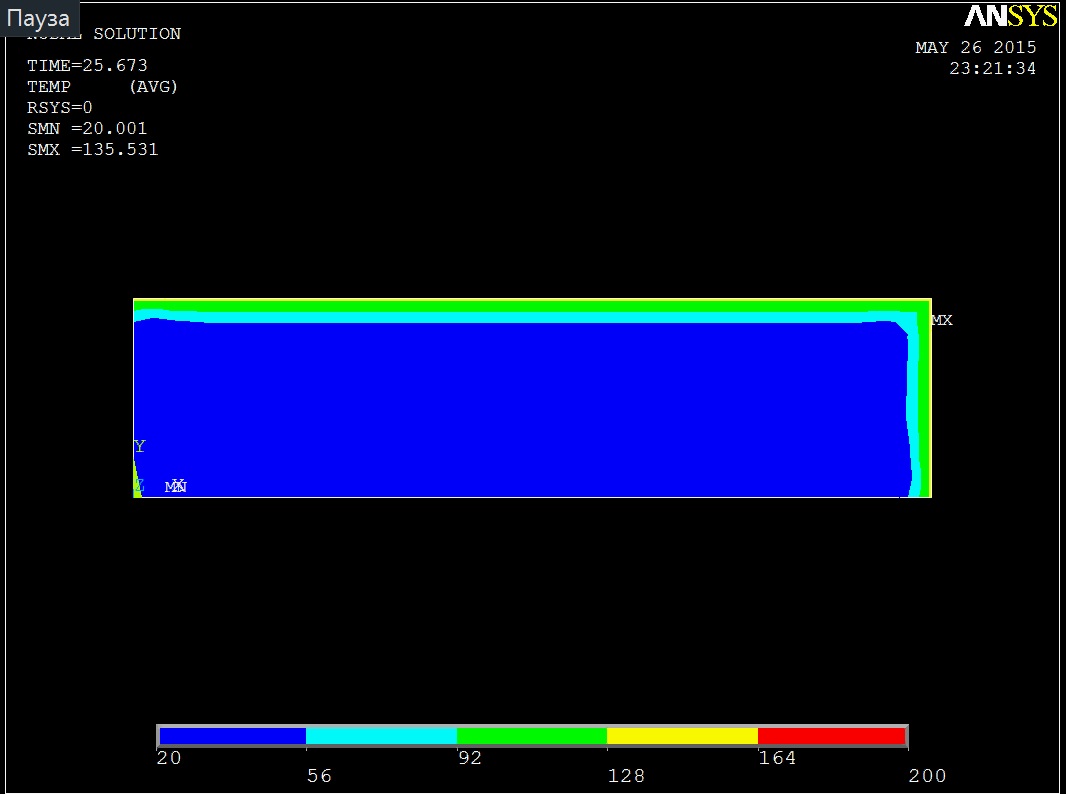 Пауза
ANSYS
SOLUTION
MAY 26 2015
23:21:34
TIME=25.673
TEMP (AVG)
RSYS=0
SMN =20.001
SMX =135.531
MX
Y
Z
MN
X
20
56
92
128
164
200